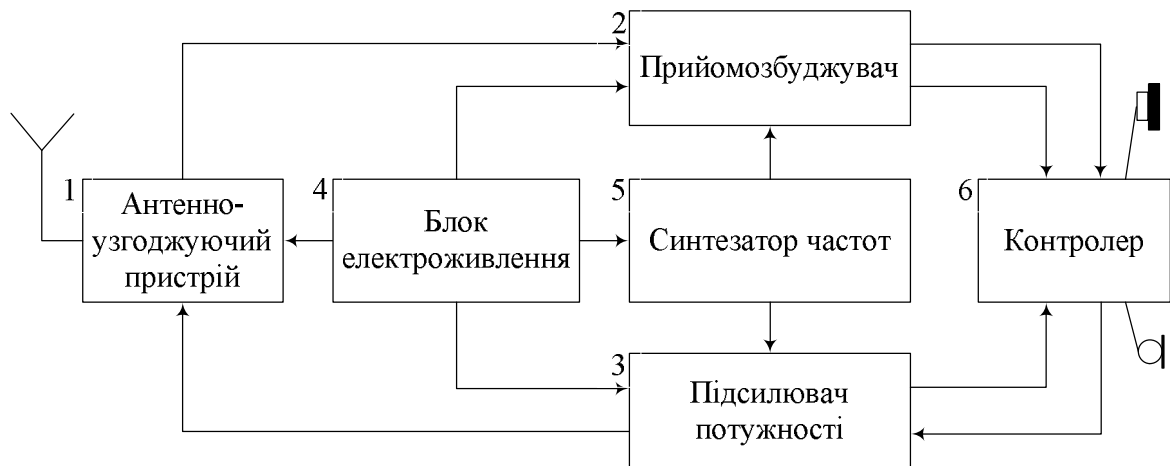 2
Прийомозбуджувач
1
Антенно-
узгоджуючий
пристрій
4
Блок
електроживлення
5
Синтезатор частот
6
Контролер
3
Підсилювач
потужності